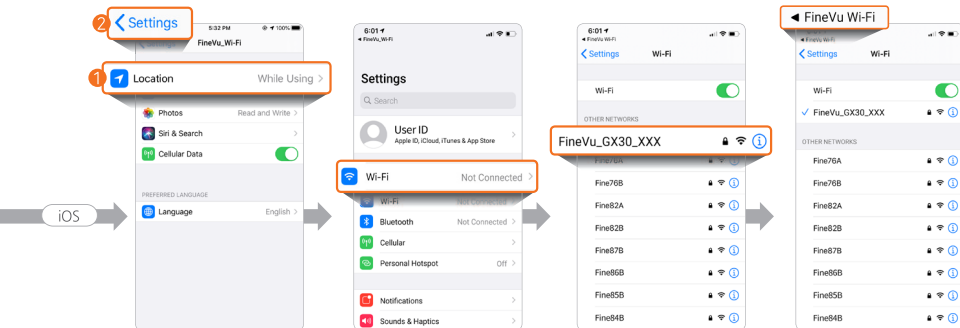 iOS
2
Settings
5:32 PM
100%
Settings
FineVu_Wi-Fi
1
Location
While Using
Photos
Read and Write
Siri & Search
Cellular Data
PREFERRED LANGUAGE
Language
English
6:01
FineVu_Wi-Fi
Settings
Search
User ID
Apple ID, iCloud, iTunes & App Store
Wi-Fi
Not Connected
Wi-Fi
Not Connected
Bluetooth
Not Connected
Cellular
Personal Hotspot
Off
Notifications
Sounds & Haptics
6:01
FineVu Wi-Fi
Settings
Wi-Fi
Wi-Fi
OTHER NETWORKS
FineVu_GX30_XXX
Fine76A
Fine76B
Fine82A
Fine82B
Fine87B
Fine86B
Fine85B
Fine84B
FineVu Wi-Fi
FineVu Wi-Fi
Settings
Wi-Fi
Wi-Fi
FineVu_GX30_XXX
OTHER NETWORKS
Fine76A
Fine76B
Fine82A
Fine82B
Fine87B
Fine86B
Fine85B
Fine84B